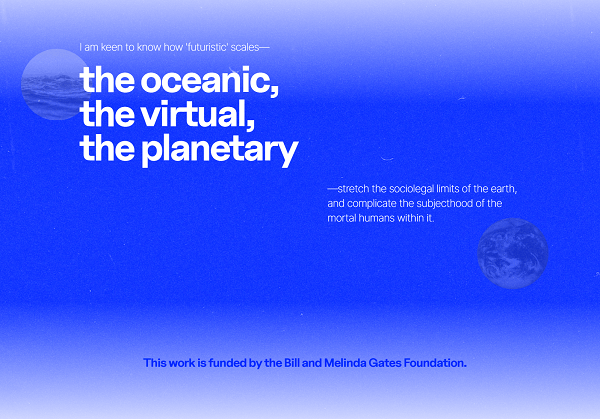 I am keen to know how 'futuristic' scales—
the oceanic,
the virtual,
the planetary
—stretch the sociolegal limits of the earth,
and complicate the subjecthood of the
mortal humans within it.
This work is funded by the Bill and Melinda Gates Foundation.